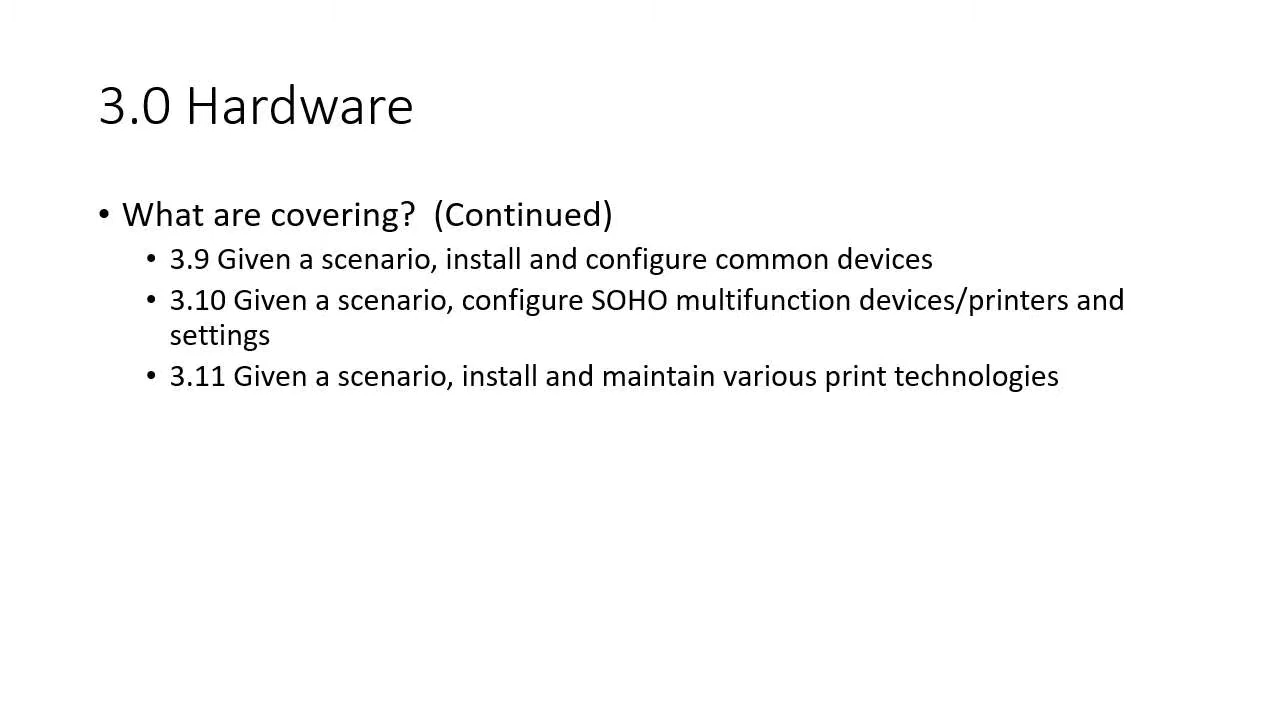 3.0 Hardware
• What are covering?  (Continued)
• 3.9 Given a scenario, install and configure common devices
• 3.10 Given a scenario, configure SOHO multifunction devices/printers and
settings
• 3.11 Given a scenario, install and maintain various print technologies